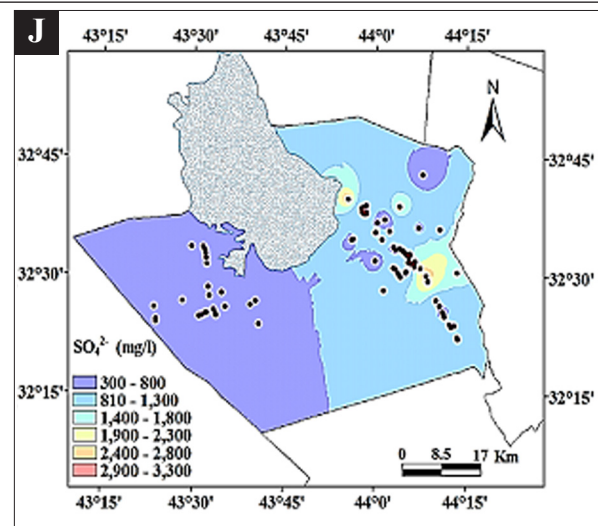 J
43°15' 43°30' 43°45' 44°0' 44°15'
N
32°45' 32°45'
32°30' 32°30'
32°15' 32°15'
SO₄²⁻ (mg/l)
300 - 800
810 - 1,300
1,400 - 1,800
1,900 - 2,300
2,400 - 2,800
2,900 - 3,300
0 8.5 17 Km
43°15' 43°30' 43°45' 44°0' 44°15'